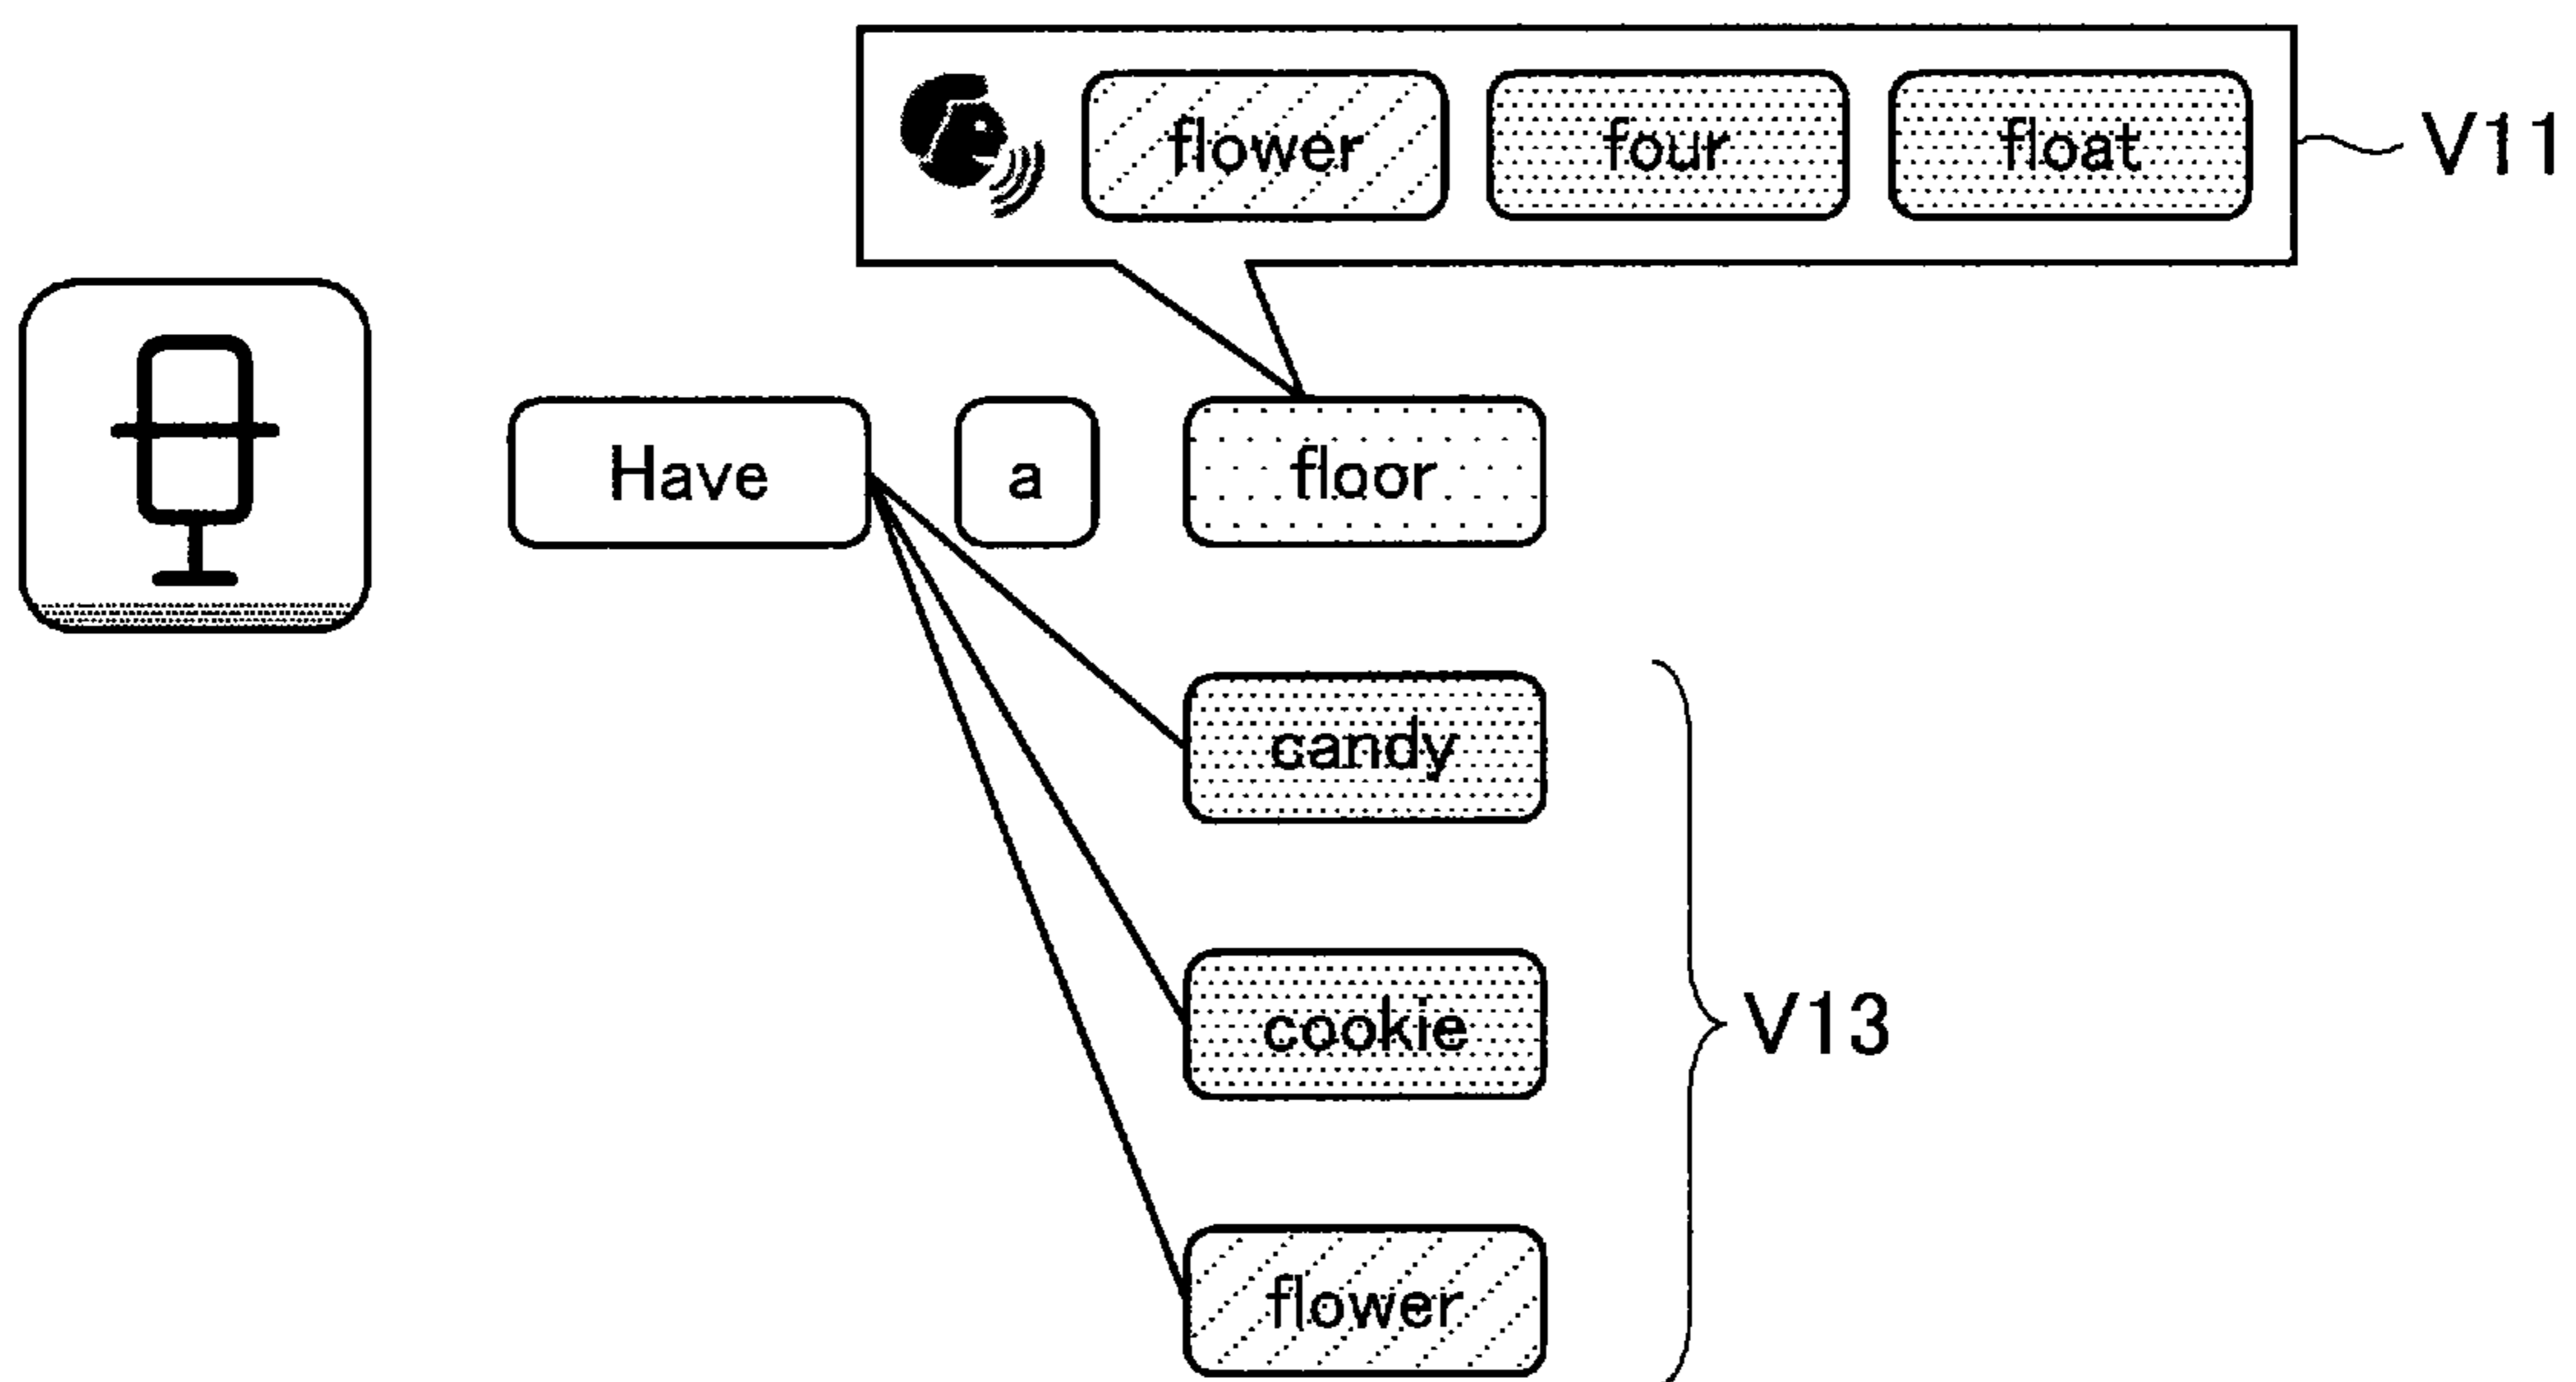 flower four float V11
Have a floor
candy
cookie V13
flower